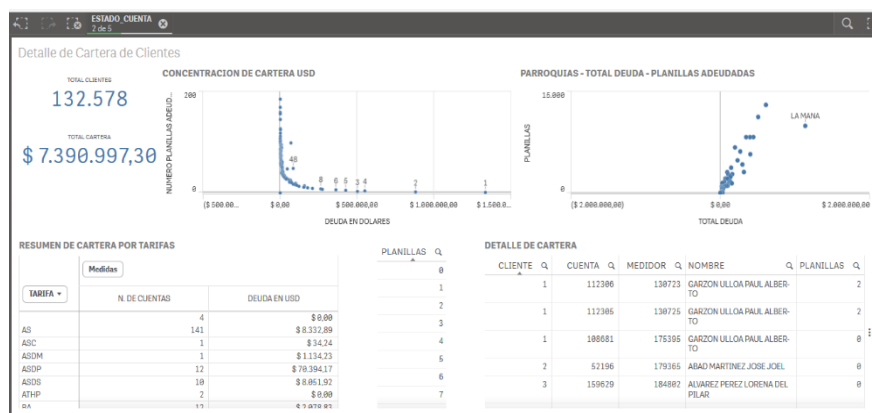 ESTADO_CUENTA
2 de 5
Detalle de Cartera de Clientes
TOTAL CLIENTES
132.578
TOTAL CARTERA
$ 7.390.997,30
CONCENTRACION DE CARTERA USD
NUMERO PLANILLAS ADEUD...
200
0
48
8
6
5
3
4
2
1
($ 500.00...
$ 0,00
$ 500.000,00
$ 1.000.000,00
$ 1.500.0...
DEUDA EN DOLARES
PARROQUIAS - TOTAL DEUDA - PLANILLAS ADEUDADAS
PLANILLAS
15.000
0
LA MANA
($ 2.000.000,00)
$ 0,00
$ 2.000.000,00
TOTAL DEUDA
RESUMEN DE CARTERA POR TARIFAS
Medidas
TARIFA
N. DE CUENTAS DEUDA EN USD
4 $ 0,00
AS 141 $ 8.332,89
ASC 1 $ 34,24
ASDM 1 $ 1.134,23
ASDP 12 $ 70.394,17
ASDS 10 $ 8.051,92
ATHP 2 $ 0,00
PLANILLAS
0
1
2
3
4
5
6
7
DETALLE DE CARTERA
CLIENTE CUENTA MEDIDOR NOMBRE PLANILLAS
1 112306 130723 GARZON ULLOA PAUL ALBER-
TO 2
1 112305 130725 GARZON ULLOA PAUL ALBER-
TO 2
1 108681 175395 GARZON ULLOA PAUL ALBER-
TO 0
2 52196 179365 ABAD MARTINEZ JOSE JOEL 0
3 159629 184802 ALVAREZ PEREZ LORENA DEL
PILAR 0